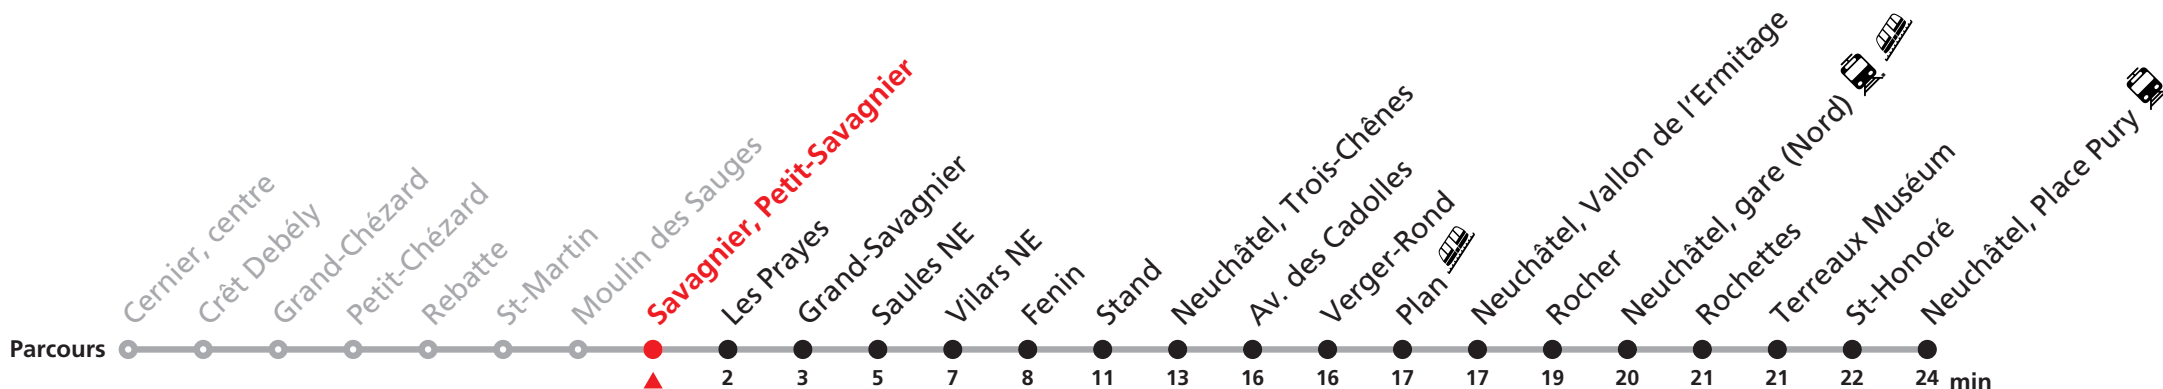 Cernier, centre
Crêt Debély
Grand-Chézard
Petit-Chézard
Rebatte
St-Martin
Moulin des Sauges
Savagnier, Petit-Savagnier
Les Prayes
Grand-Savagnier
Saules NE
Vilars NE
Fenin
Stand
Neuchâtel, Trois-Chênes
Av. des Cadolles
Verger-Rond
Plan
Neuchâtel, Vallon de l'Ermitage
Rocher
Neuchâtel, gare (Nord)
Rochettes
Terreaux Muséum
St-Honoré
Neuchâtel, Place Pury
Parcours
2 3 5 7 8 11 13 16 16 17 17 19 20 21 21 22 24 min